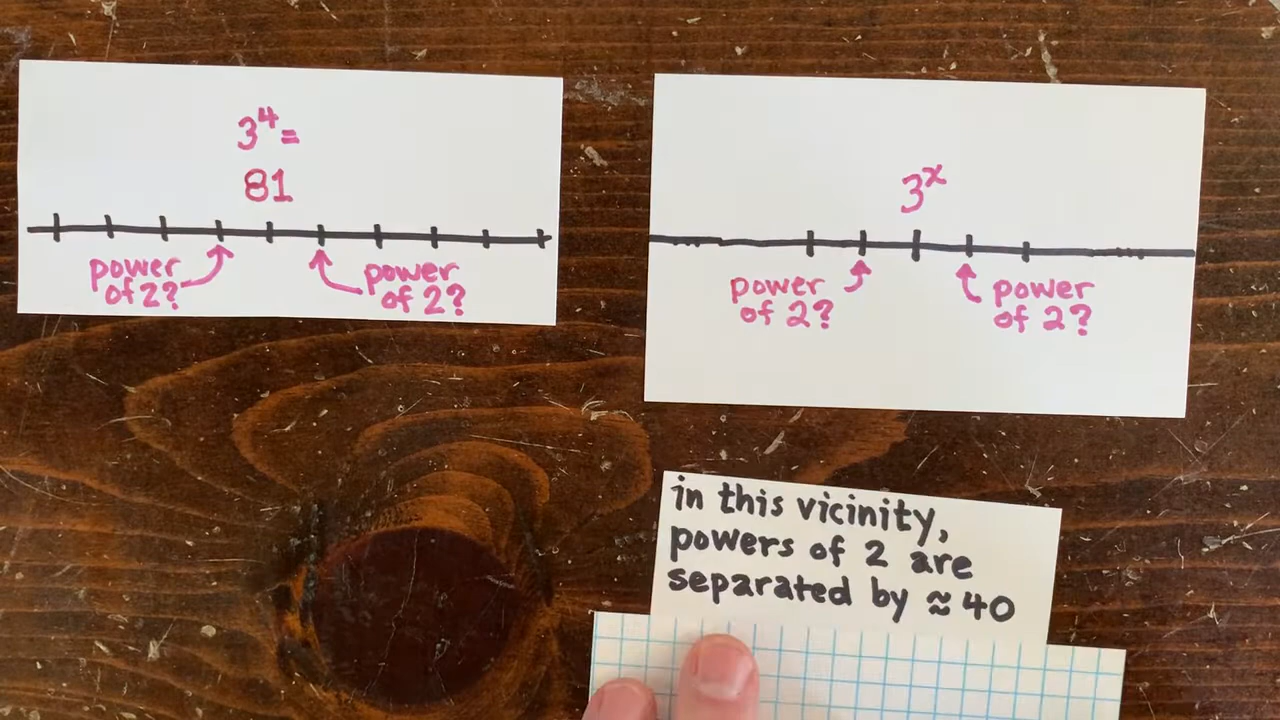 3⁴=
81
power
of 2?
power
of 2?
3ˣ
power
of 2?
power
of 2?
in this vicinity,
powers of 2 are
separated by ≈ 40